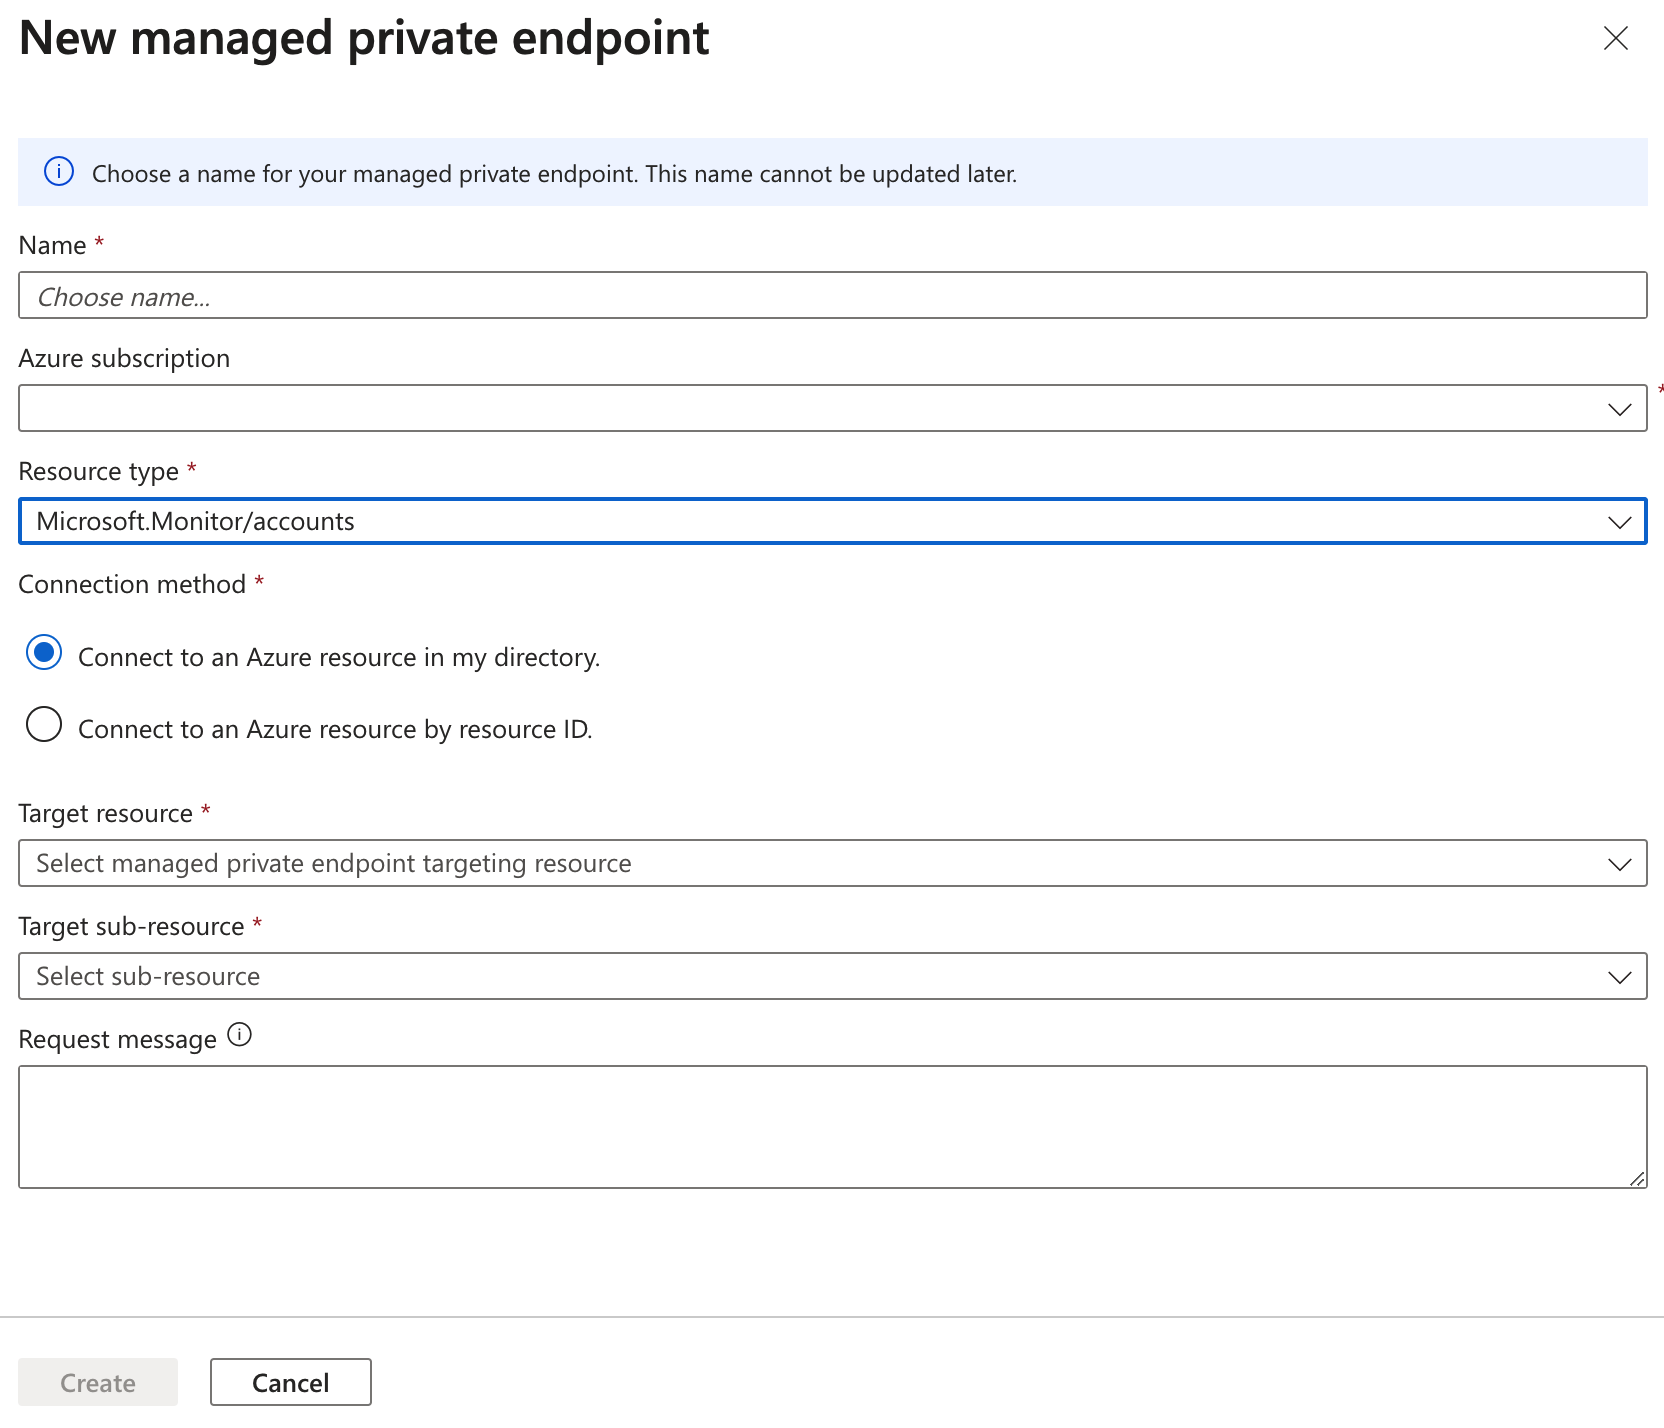 New managed private endpoint
Choose a name for your managed private endpoint. This name cannot be updated later.
Name *
Choose name...
Azure subscription
*
Resource type *
Microsoft.Monitor/accounts
Connection method *
Connect to an Azure resource in my directory.
Connect to an Azure resource by resource ID.
Target resource *
Select managed private endpoint targeting resource
Target sub-resource *
Select sub-resource
Request message
Create
Cancel